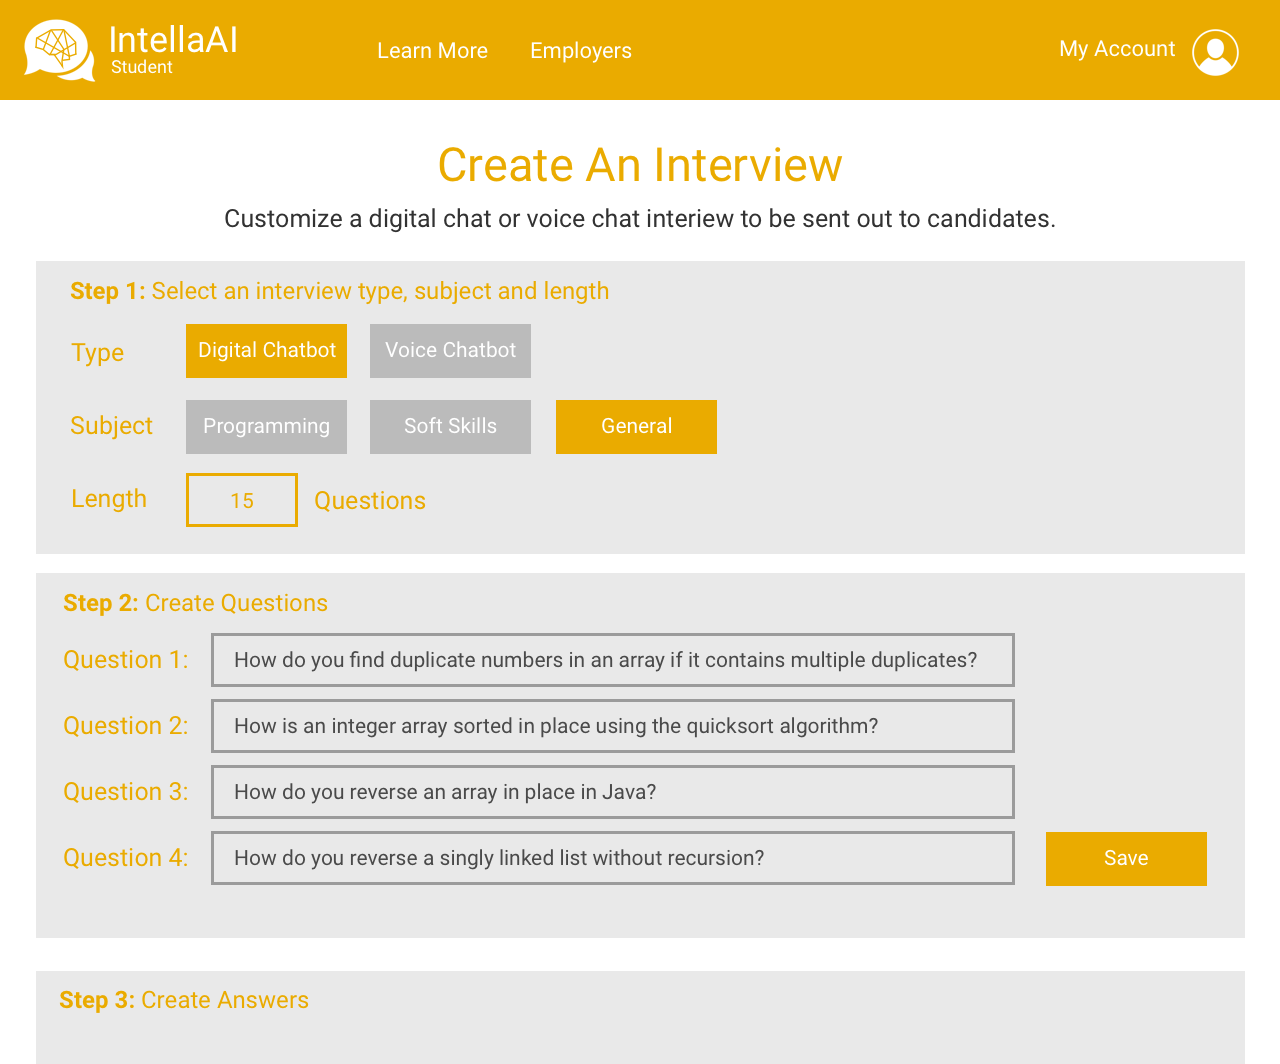 IntellaAI
Student
Learn More
Employers
My Account
Create An Interview
Customize a digital chat or voice chat interiew to be sent out to candidates.
Step 1: Select an interview type, subject and length
Type
Digital Chatbot
Voice Chatbot
Subject
Programming
Soft Skills
General
Length
15
Questions
Step 2: Create Questions
Question 1:
How do you find duplicate numbers in an array if it contains multiple duplicates?
Question 2:
How is an integer array sorted in place using the quicksort algorithm?
Question 3:
How do you reverse an array in place in Java?
Question 4:
How do you reverse a singly linked list without recursion?
Save
Step 3: Create Answers